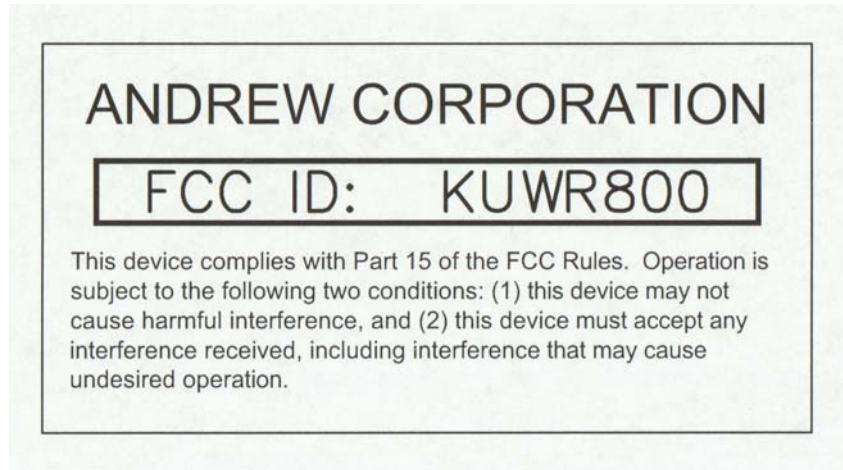 ANDREW CORPORATION
FCC ID: KUWR800
This device complies with Part 15 of the FCC Rules. Operation is
subject to the following two conditions: (1) this device may not
cause harmful interference, and (2) this device must accept any
interference received, including interference that may cause
undesired operation.